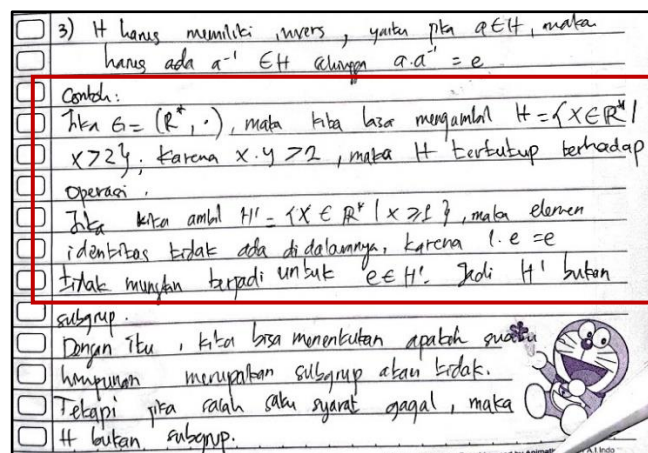 3) H harus memiliki invers, yaitu jika a ∈ H, maka
harus ada a⁻¹ ∈ H sehingga a.a⁻¹ = e
Contoh:
Jika G = (R*, ·), maka kita bisa mengambil H = {x ∈ R* |
x > 2}. Karena x · y > 2, maka H tertutup terhadap
operasi.
Jika kita ambil H' = {x ∈ R* | x ≥ 1}, maka elemen
identitas tidak ada di dalamnya, karena 1. e = e
tidak mungkin terjadi untuk e ∈ H'. Jadi H' bukan
subgrup.
Dengan itu, kita bisa menentukan apakah suatu
himpunan merupakan subgrup atau tidak.
Tetapi jika salah satu syarat gagal, maka
H bukan subgrup.
A.I.Indo